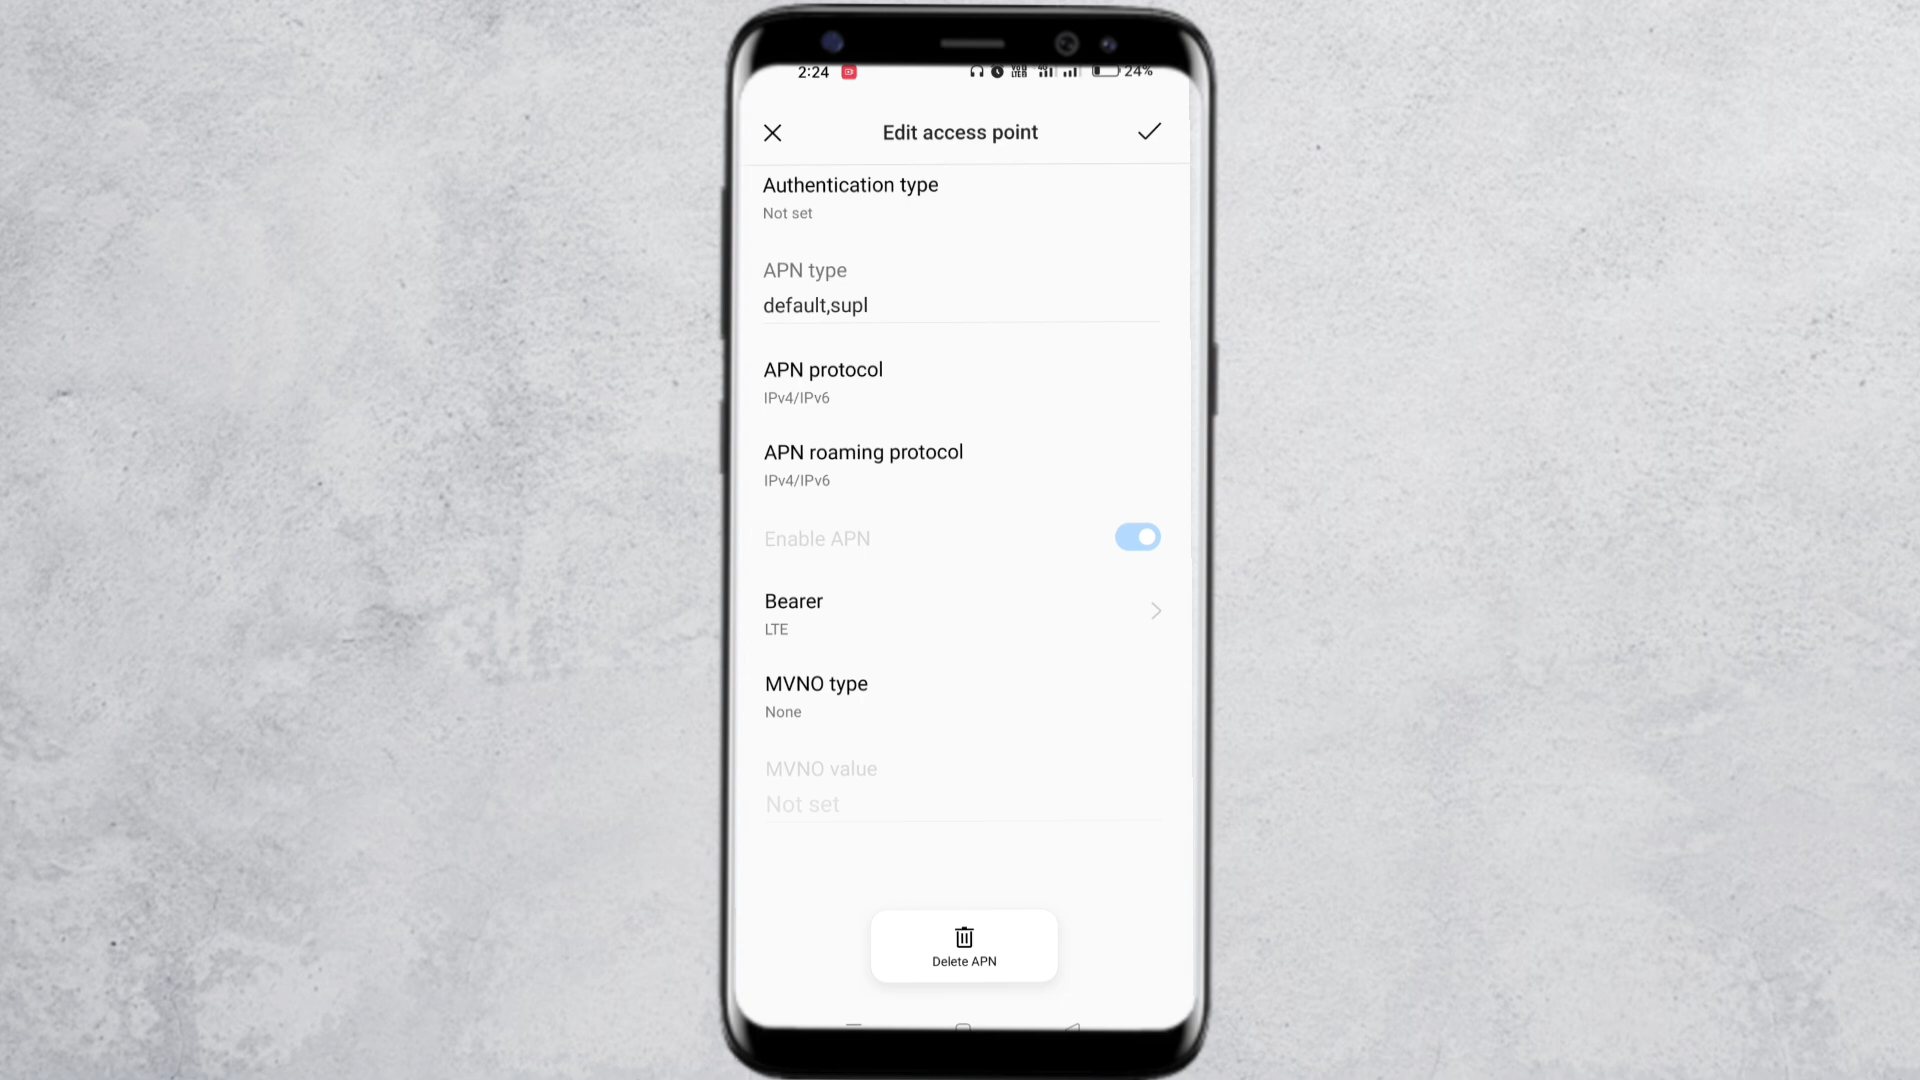 2:24
24%
Edit access point
Authentication type
Not set
APN type
default,supl
APN protocol
IPv4/IPv6
APN roaming protocol
IPv4/IPv6
Enable APN
Bearer
LTE
MVNO type
None
MVNO value
Not set
Delete APN